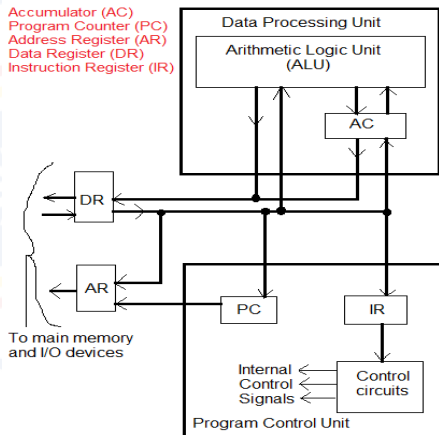 Accumulator (AC)
Program Counter (PC)
Address Register (AR)
Data Register (DR)
Instruction Register (IR)
Data Processing Unit
Arithmetic Logic Unit
(ALU)
AC
DR
AR
PC
IR
To main memory
and I/O devices
Internal
Control
Signals
Control
circuits
Program Control Unit